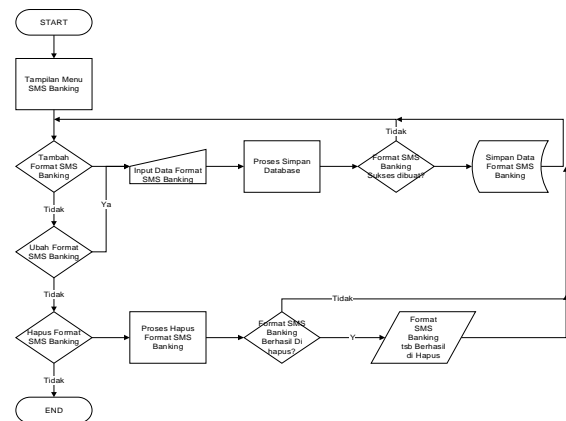 START
Tampilan Menu
SMS Banking
Tidak
Tambah
Format SMS
Banking
Input Data Format
SMS Banking
Proses Simpan
Database
Format SMS
Banking
Sukses dibuat?
Simpan Data
Format SMS
Banking
Tidak
Ya
Ubah Format
SMS Banking
Tidak
Tidak
Hapus Format
SMS Banking
Proses Hapus
Format SMS
Banking
Format SMS
Banking
Berhasil Di
hapus?
Y
Format
SMS
Banking
tsb Berhasil
di Hapus
Tidak
END